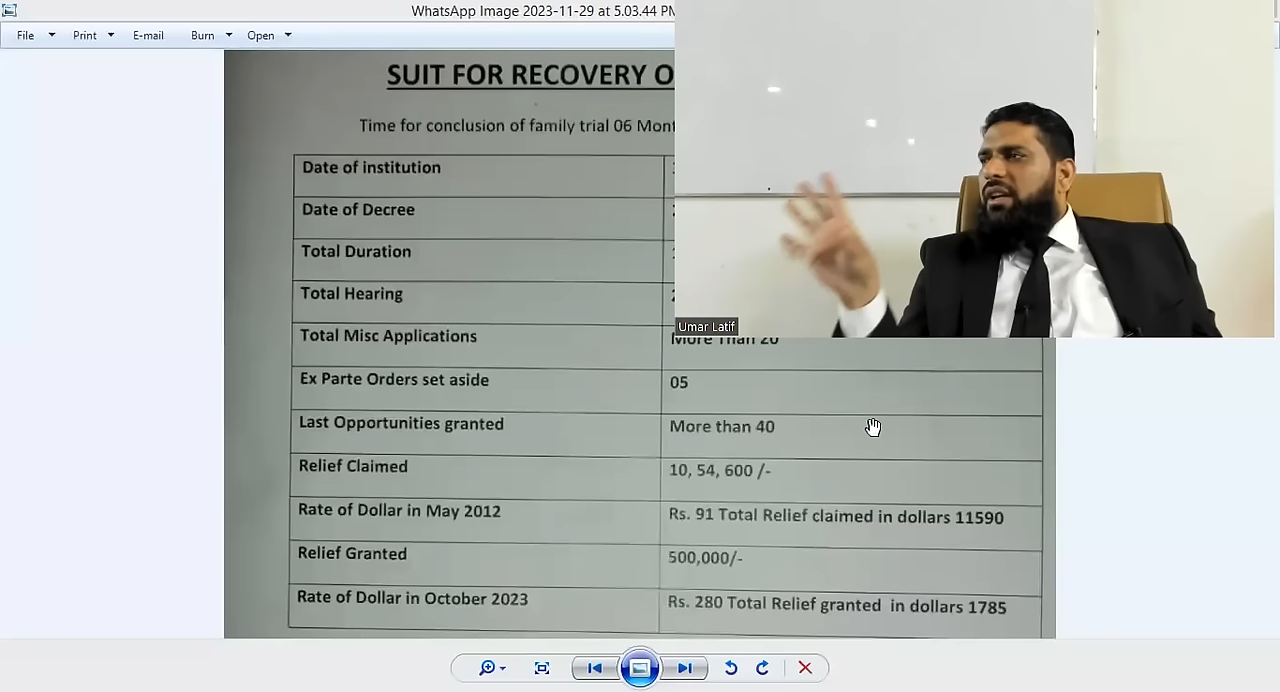 WhatsApp Image 2023-11-29 at 5.03.44 PM
File Print E-mail Burn Open
SUIT FOR RECOVERY O
Time for conclusion of family trial 06 Mont
Date of institution
Date of Decree
Total Duration
Total Hearing
Total Misc Applications More Than 20
Ex Parte Orders set aside 05
Last Opportunities granted More than 40
Relief Claimed 10, 54, 600 /-
Rate of Dollar in May 2012 Rs. 91 Total Relief claimed in dollars 11590
Relief Granted 500,000/-
Rate of Dollar in October 2023 Rs. 280 Total Relief granted in dollars 1785
Umar Latif